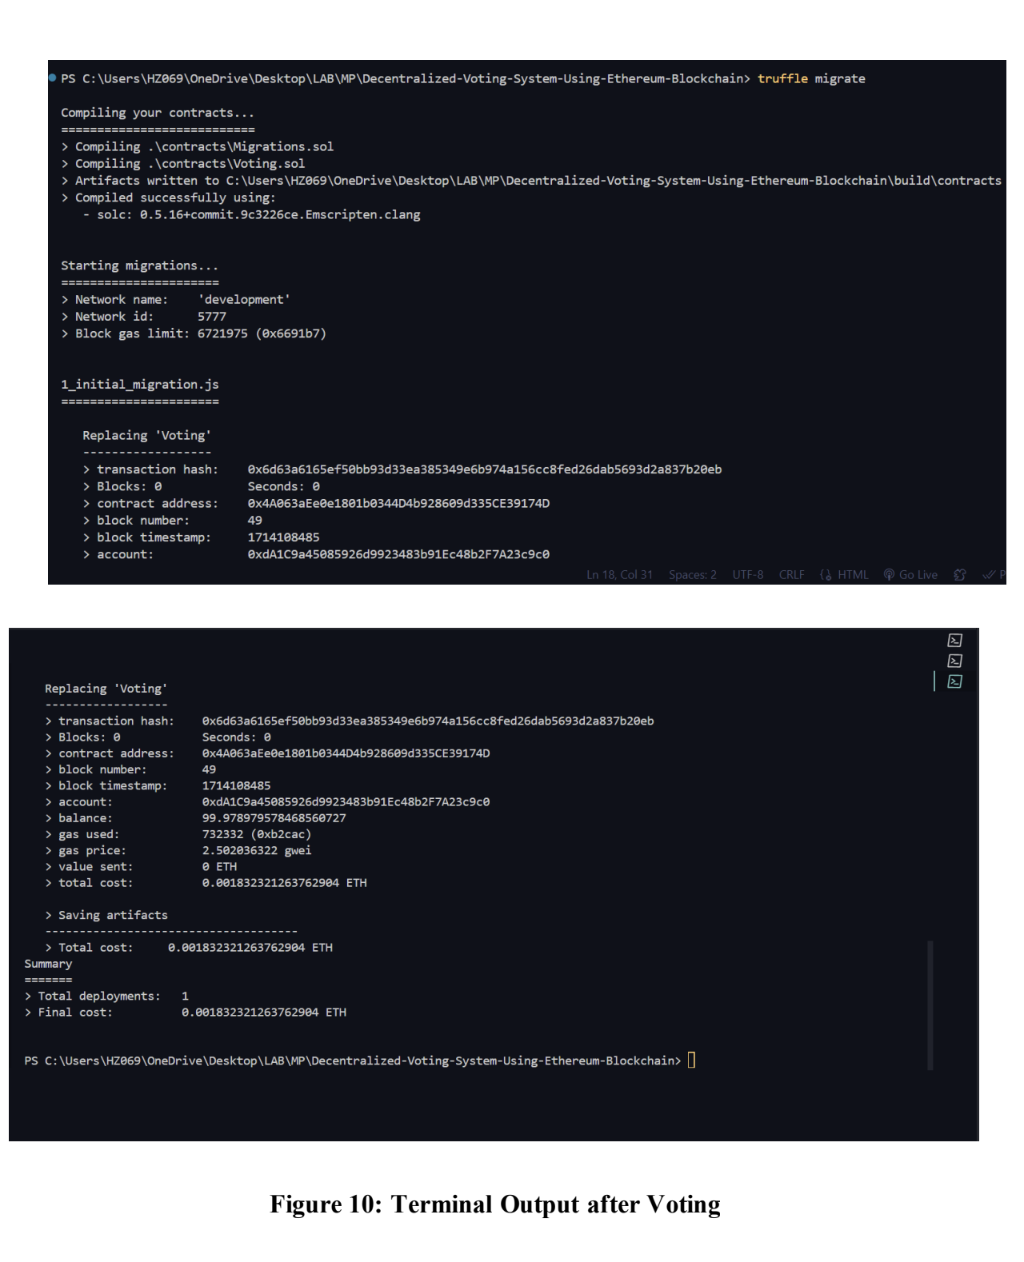 PS C:\Users\HZ069\OneDrive\Desktop\LAB\MP\Decentralized-Voting-System-Using-Ethereum-Blockchain> truffle migrate
Compiling your contracts...
===========================
> Compiling .\contracts\Migrations.sol
> Compiling .\contracts\Voting.sol
> Artifacts written to C:\Users\HZ069\OneDrive\Desktop\LAB\MP\Decentralized-Voting-System-Using-Ethereum-Blockchain\build\contracts
> Compiled successfully using:
- solc: 0.5.16+commit.9c3226ce.Emscripten.clang
Starting migrations...
======================
> Network name: 'development'
> Network id: 5777
> Block gas limit: 6721975 (0x6691b7)
1_initial_migration.js
======================
Replacing 'Voting'
------------------
> transaction hash: 0x6d63a6165ef50bb93d33ea385349e6b974a156cc8fed26dab5693d2a837b20eb
> Blocks: 0 Seconds: 0
> contract address: 0x4A063aEe0e1801b0344D4b928609d335CE39174D
> block number: 49
> block timestamp: 1714108485
> account: 0xdA1C9a45085926d9923483b91Ec48b2F7A23c9c0
Ln 18, Col 31 Spaces: 2 UTF-8 CRLF HTML Go Live P
Replacing 'Voting'
------------------
> transaction hash: 0x6d63a6165ef50bb93d33ea385349e6b974a156cc8fed26dab5693d2a837b20eb
> Blocks: 0 Seconds: 0
> contract address: 0x4A063aEe0e1801b0344D4b928609d335CE39174D
> block number: 49
> block timestamp: 1714108485
> account: 0xdA1C9a45085926d9923483b91Ec48b2F7A23c9c0
> balance: 99.978979578468560727
> gas used: 732332 (0xb2cac)
> gas price: 2.502036322 gwei
> value sent: 0 ETH
> total cost: 0.001832321263762904 ETH
> Saving artifacts
-------------------------------------
> Total cost: 0.001832321263762904 ETH
Summary
=======
> Total deployments: 1
> Final cost: 0.001832321263762904 ETH
PS C:\Users\HZ069\OneDrive\Desktop\LAB\MP\Decentralized-Voting-System-Using-Ethereum-Blockchain>
Figure 10: Terminal Output after Voting